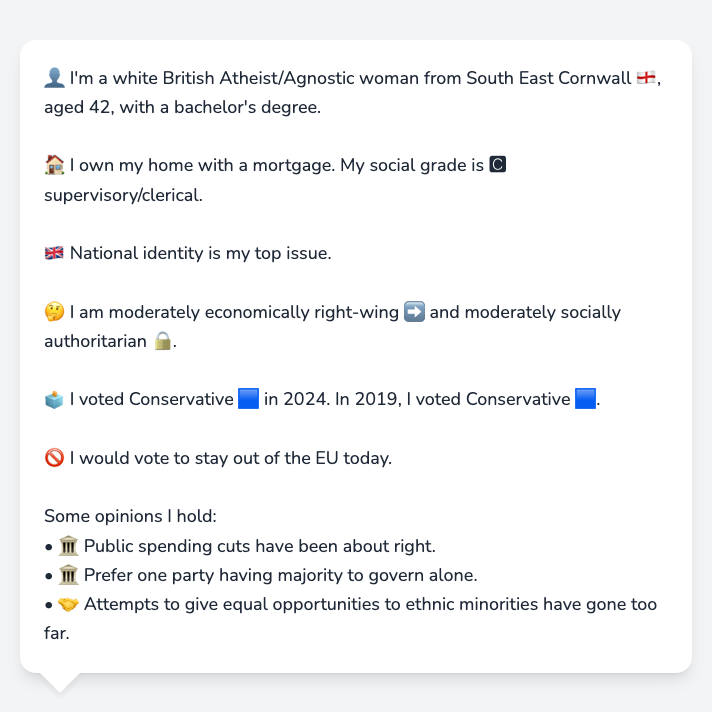 👤 I'm a white British Atheist/Agnostic woman from South East Cornwall 🏴󠁧󠁢󠁥󠁮󠁧󠁿,
aged 42, with a bachelor's degree.
🏠 I own my home with a mortgage. My social grade is 🅲
supervisory/clerical.
🇬🇧 National identity is my top issue.
🤔 I am moderately economically right-wing ➡️ and moderately socially
authoritarian 🔒.
🗳️ I voted Conservative 🟦 in 2024. In 2019, I voted Conservative 🟦.
🚫 I would vote to stay out of the EU today.
Some opinions I hold:
• 🏛️ Public spending cuts have been about right.
• 🏛️ Prefer one party having majority to govern alone.
• 🤝 Attempts to give equal opportunities to ethnic minorities have gone too
far.